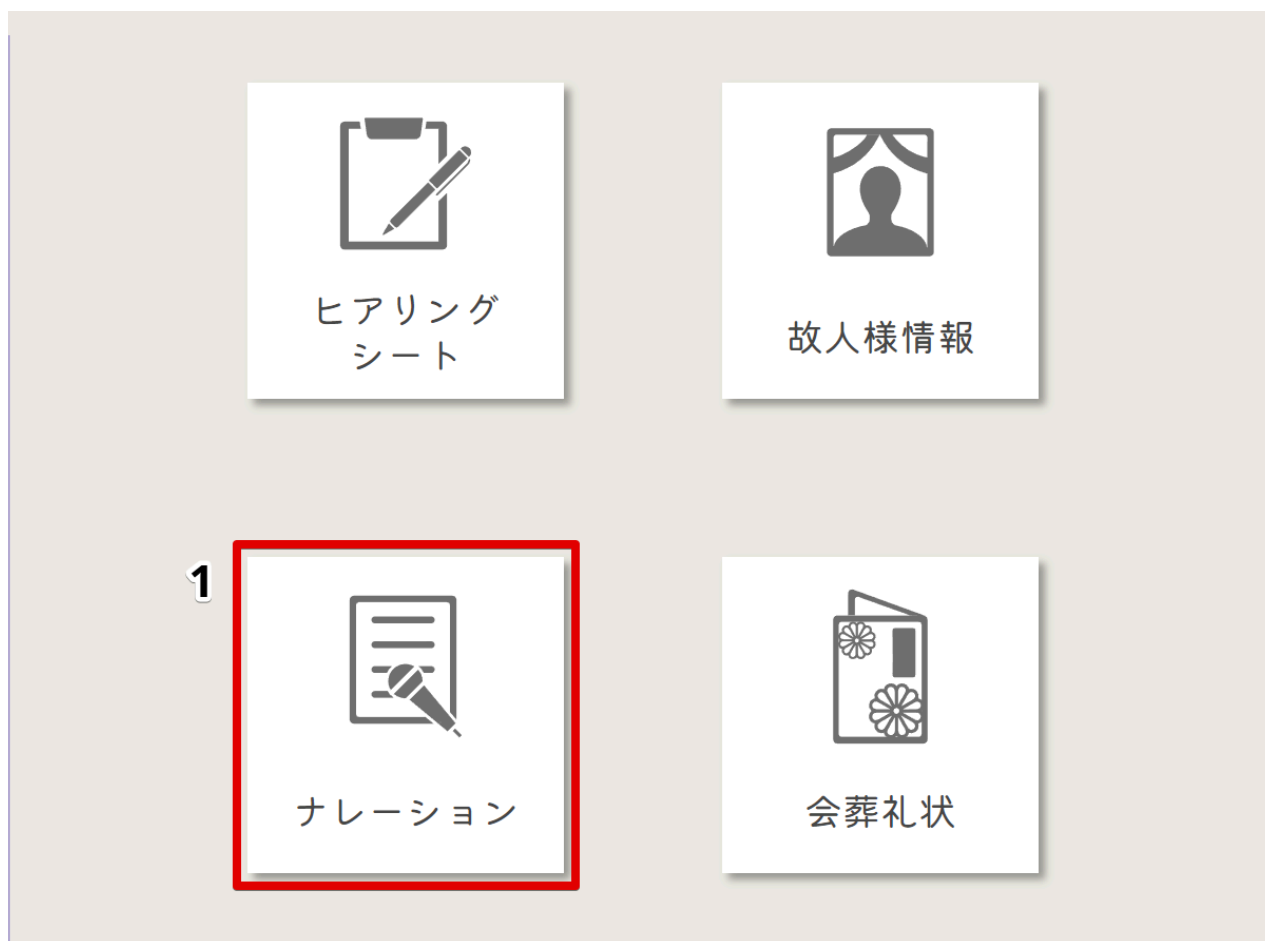 ヒアリング
シート
故人様情報
1
ナレーション
会葬礼状